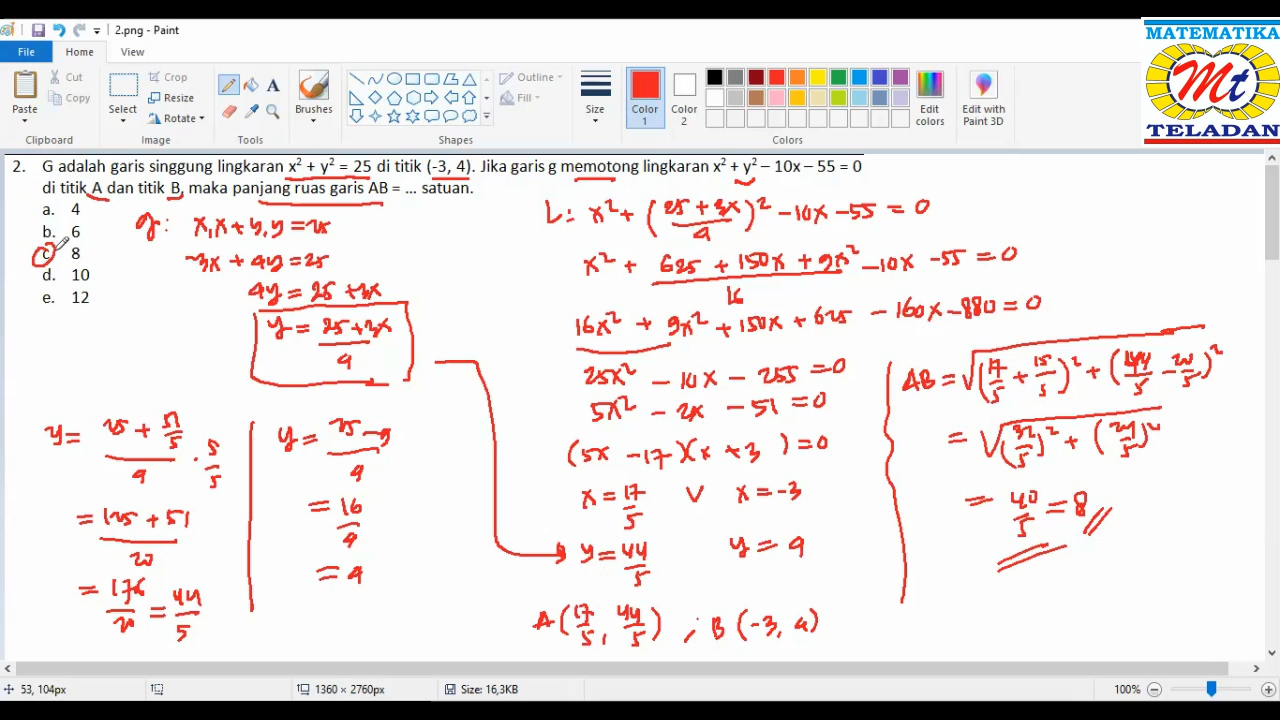 2.png - Paint
File
Home
View
Paste
Cut
Copy
Clipboard
Select
Crop
Resize
Rotate
Image
Tools
Brushes
Outline
Fill
Shapes
Size
Color 1
Color 2
Edit colors
Edit with Paint 3D
Colors
MATEMATIKA
Mt
TELADAN
2. G adalah garis singgung lingkaran x² + y² = 25 di titik (-3, 4). Jika garis g memotong lingkaran x² + y² – 10x – 55 = 0
di titik A dan titik B, maka panjang ruas garis AB = ... satuan.
a. 4
b. 6
c. 8
d. 10
e. 12
g: x₁x + y₁y = 25
-3x + 4y = 25
4y = 25 + 3x
y = (25 + 3x)/4
y = (25 + 51/5)/4 · 5/5
= (125 + 51)/20
= 176/20 = 44/5
y = (25 - 9)/4
= 16/4
= 4
L: x² + ((25 + 3x)/4)² - 10x - 55 = 0
x² + (625 + 150x + 9x²)/16 - 10x - 55 = 0
16x² + 9x² + 150x + 625 - 160x - 880 = 0
25x² - 10x - 255 = 0
5x² - 2x - 51 = 0
(5x - 17)(x + 3) = 0
x = 17/5 V x = -3
y = 44/5 y = 4
A (17/5, 44/5) ; B (-3, 4)
AB = √((17/5 + 15/5)² + (44/5 - 20/5)²)
= √((32/5)² + (24/5)²)
= 40/5 = 8
53, 104px
1360 × 2760px
Size: 16,3KB
100%